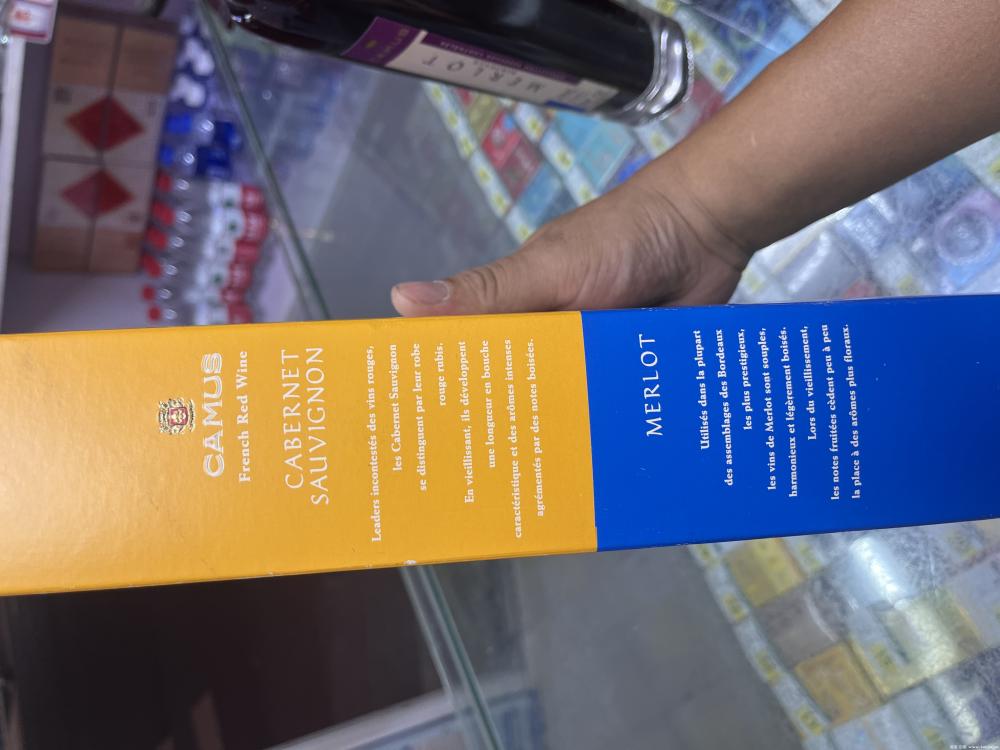 CAMUS
French Red Wine
CABERNET
SAUVIGNON
Leaders incontestés des vins rouges,
les Cabernet Sauvignon
se distinguent par leur robe
rouge rubis.
En vieillissant, ils développent
une longueur en bouche
caractéristique et des arômes intenses
agrémentés par des notes boisées.
MERLOT
Utilisés dans la plupart
des assemblages des Bordeaux
les plus prestigieux,
les vins de Merlot sont souples,
harmonieux et légèrement boisés.
Lors du vieillissement,
les notes fruitées cèdent peu à peu
la place à des arômes plus floraux.
MERLOT